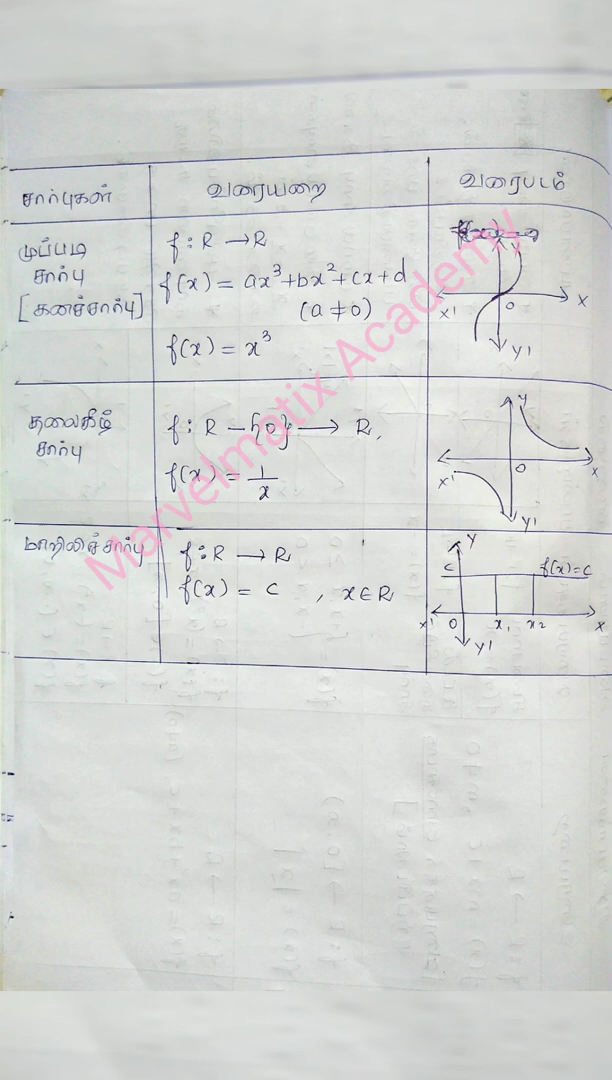 சார்புகள் வரையறை வரைபடம்
முப்படி
சார்பு
[கனச்சார்பு]
f : R → R
f(x) = ax³+bx²+cx+d
(a ≠ 0)
f(x) = x³
Y
X' O X
Y'
தலைகீழ்
சார்பு
f : R – {0} → R,
f(x) = 1/x
Y
X' O X
Y'
மாறிலிச்சார்பு
f : R → R
f(x) = c , x ∈ R
Y
C f(x)=c
X' O x₁ x₂ X
Y'
Marvelmatix Academy